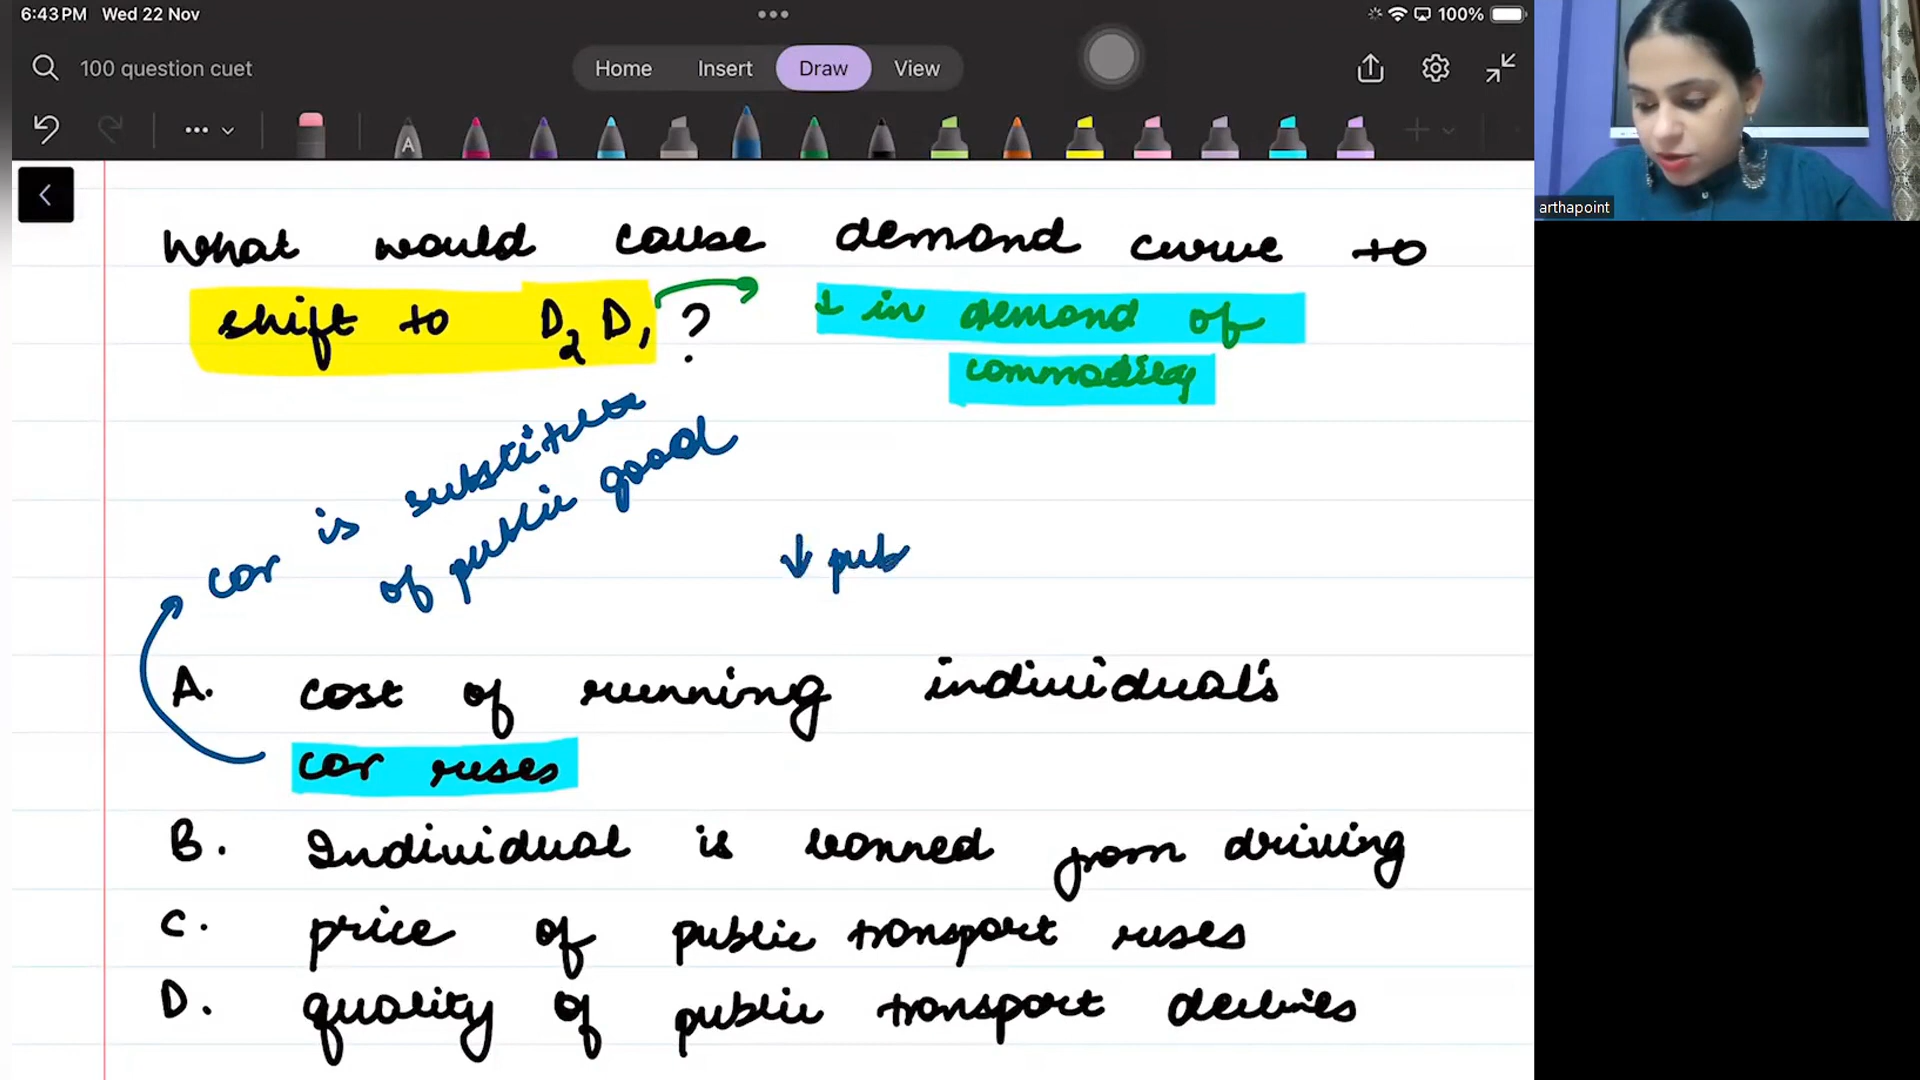 6:43 PM Wed 22 Nov
100%
100 question cuet
Home Insert Draw View
A
arthapoint
What would cause demand curve to
shift to D2 D1 ? ↓ in demand of
commodity
car is substitute
of public good
↓ pub
A. cost of running individual's
car rises
B. Individual is banned from driving
C. price of public transport rises
D. quality of public transport declines